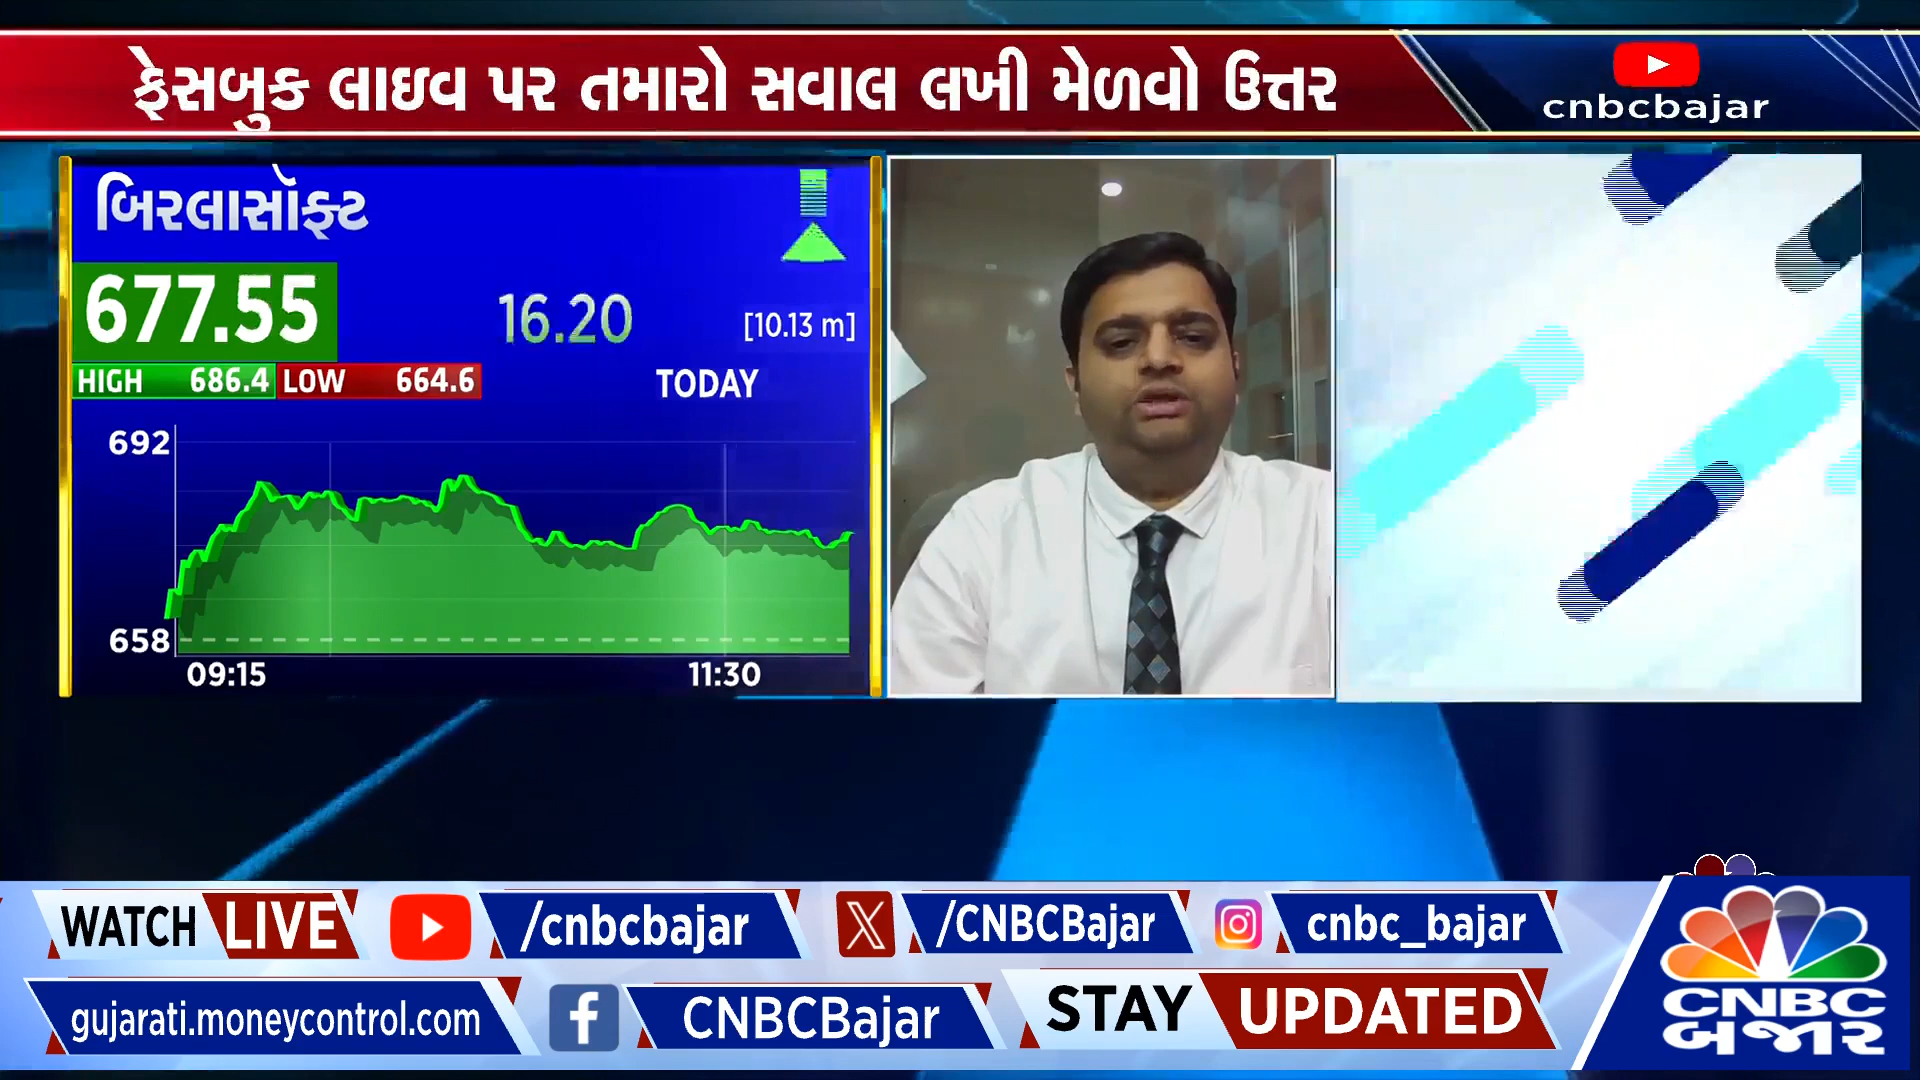 ફેસબુક લાઇવ પર તમારો સવાલ લખી મેળવો ઉત્તર
cnbcbajar
બિરલાસૉફ્ટ
677.55 16.20 [10.13 m]
HIGH 686.4 LOW 664.6 TODAY
692
658
09:15 11:30
WATCH LIVE /cnbcbajar /CNBCBajar cnbc_bajar
gujarati.moneycontrol.com CNBCBajar STAY UPDATED
CNBC
બજાર